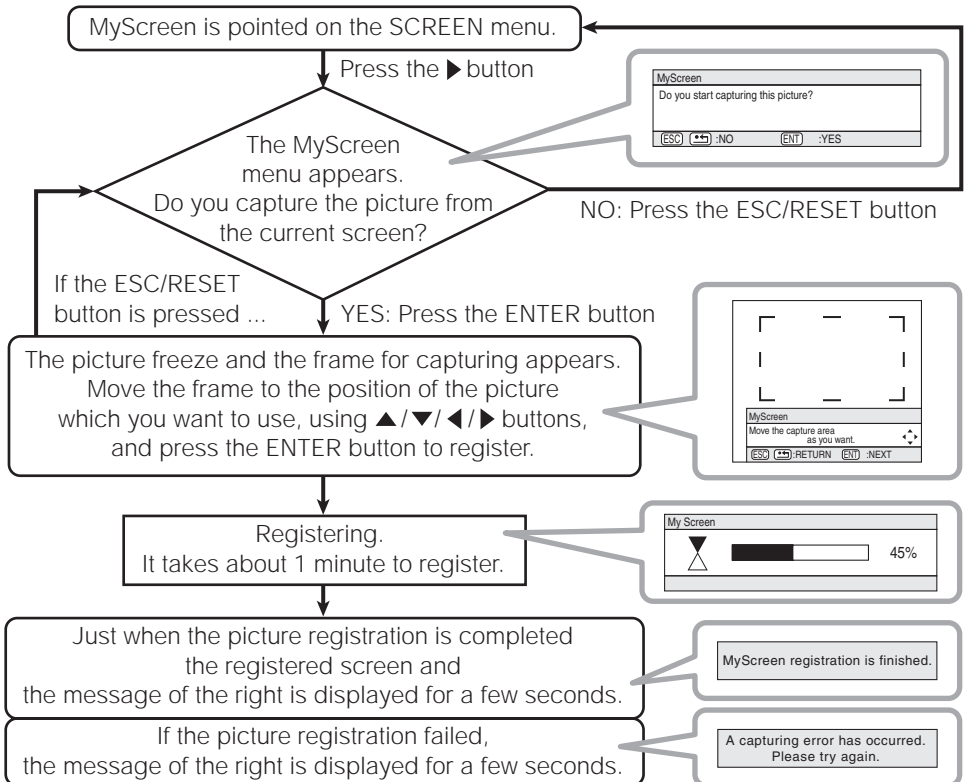 MyScreen is pointed on the SCREEN menu.
Press the ▶ button
MyScreen
Do you start capturing this picture?
ESC :NO ENT :YES
The MyScreen
menu appears.
Do you capture the picture from
the current screen?
NO: Press the ESC/RESET button
If the ESC/RESET
button is pressed ...
YES: Press the ENTER button
The picture freeze and the frame for capturing appears.
Move the frame to the position of the picture
which you want to use, using ▲/▼/◀/▶ buttons,
and press the ENTER button to register.
MyScreen
Move the capture area
as you want.
ESC :RETURN ENT :NEXT
Registering.
It takes about 1 minute to register.
My Screen
45%
Just when the picture registration is completed
the registered screen and
the message of the right is displayed for a few seconds.
MyScreen registration is finished.
If the picture registration failed,
the message of the right is displayed for a few seconds.
A capturing error has occurred.
Please try again.